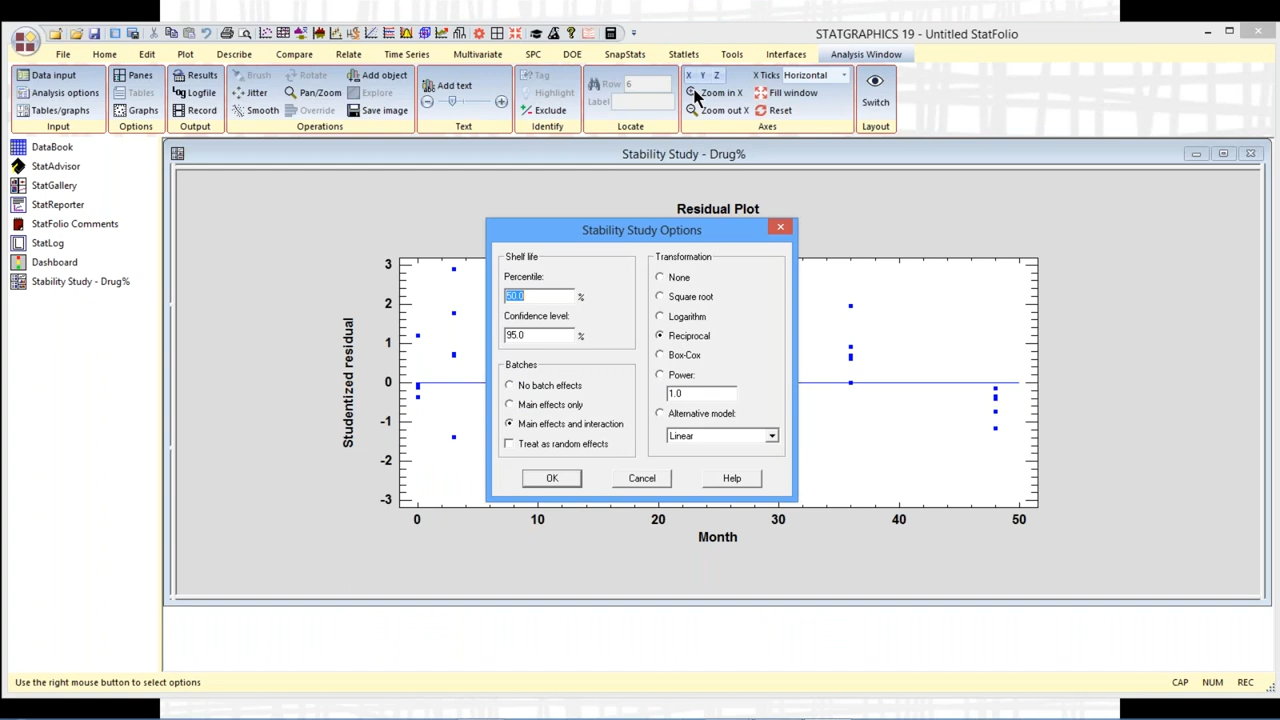 STATGRAPHICS 19 - Untitled StatFolio
File Home Edit Plot Describe Compare Relate Time Series Multivariate SPC DOE SnapStats Statlets Tools Interfaces Analysis Window
Data input Panes Results Brush Rotate Add object Add text Tag Row 6 X Y Z X Ticks Horizontal
Analysis options Tables Logfile Jitter Pan/Zoom Explore Highlight Label Zoom in X Fill window Switch
Tables/graphs Graphs Record Smooth Override Save image Exclude Zoom out X Reset
Input Options Output Operations Text Identify Locate Axes Layout
DataBook
StatAdvisor
StatGallery
StatReporter
StatFolio Comments
StatLog
Dashboard
Stability Study - Drug%
Stability Study - Drug%
Residual Plot
Studentized residual
3
2
1
0
-1
-2
-3
0 10 20 30 40 50
Month
Stability Study Options
Shelf life
Percentile:
50.0 %
Confidence level:
95.0 %
Batches
No batch effects
Main effects only
Main effects and interaction
Treat as random effects
Transformation
None
Square root
Logarithm
Reciprocal
Box-Cox
Power:
1.0
Alternative model:
Linear
OK Cancel Help
Use the right mouse button to select options
CAP NUM REC